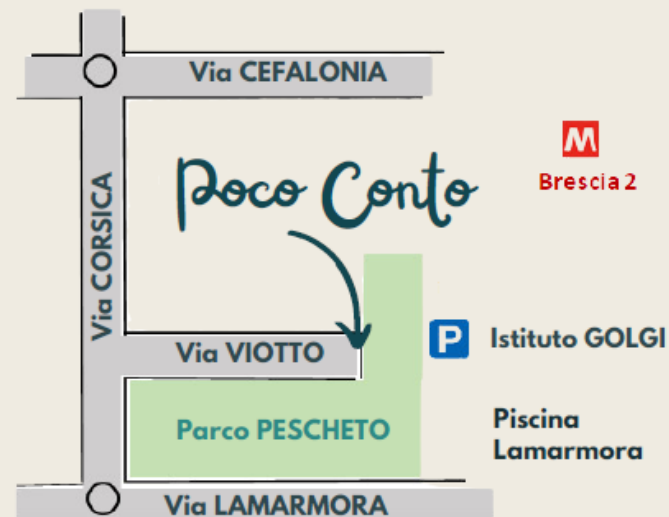 Via CEFALONIA
M
Brescia 2
Poco Conto
Via CORSICA
Via VIOTTO
P
Istituto GOLGI
Parco PESCHETO
Piscina
Lamarmora
Via LAMARMORA